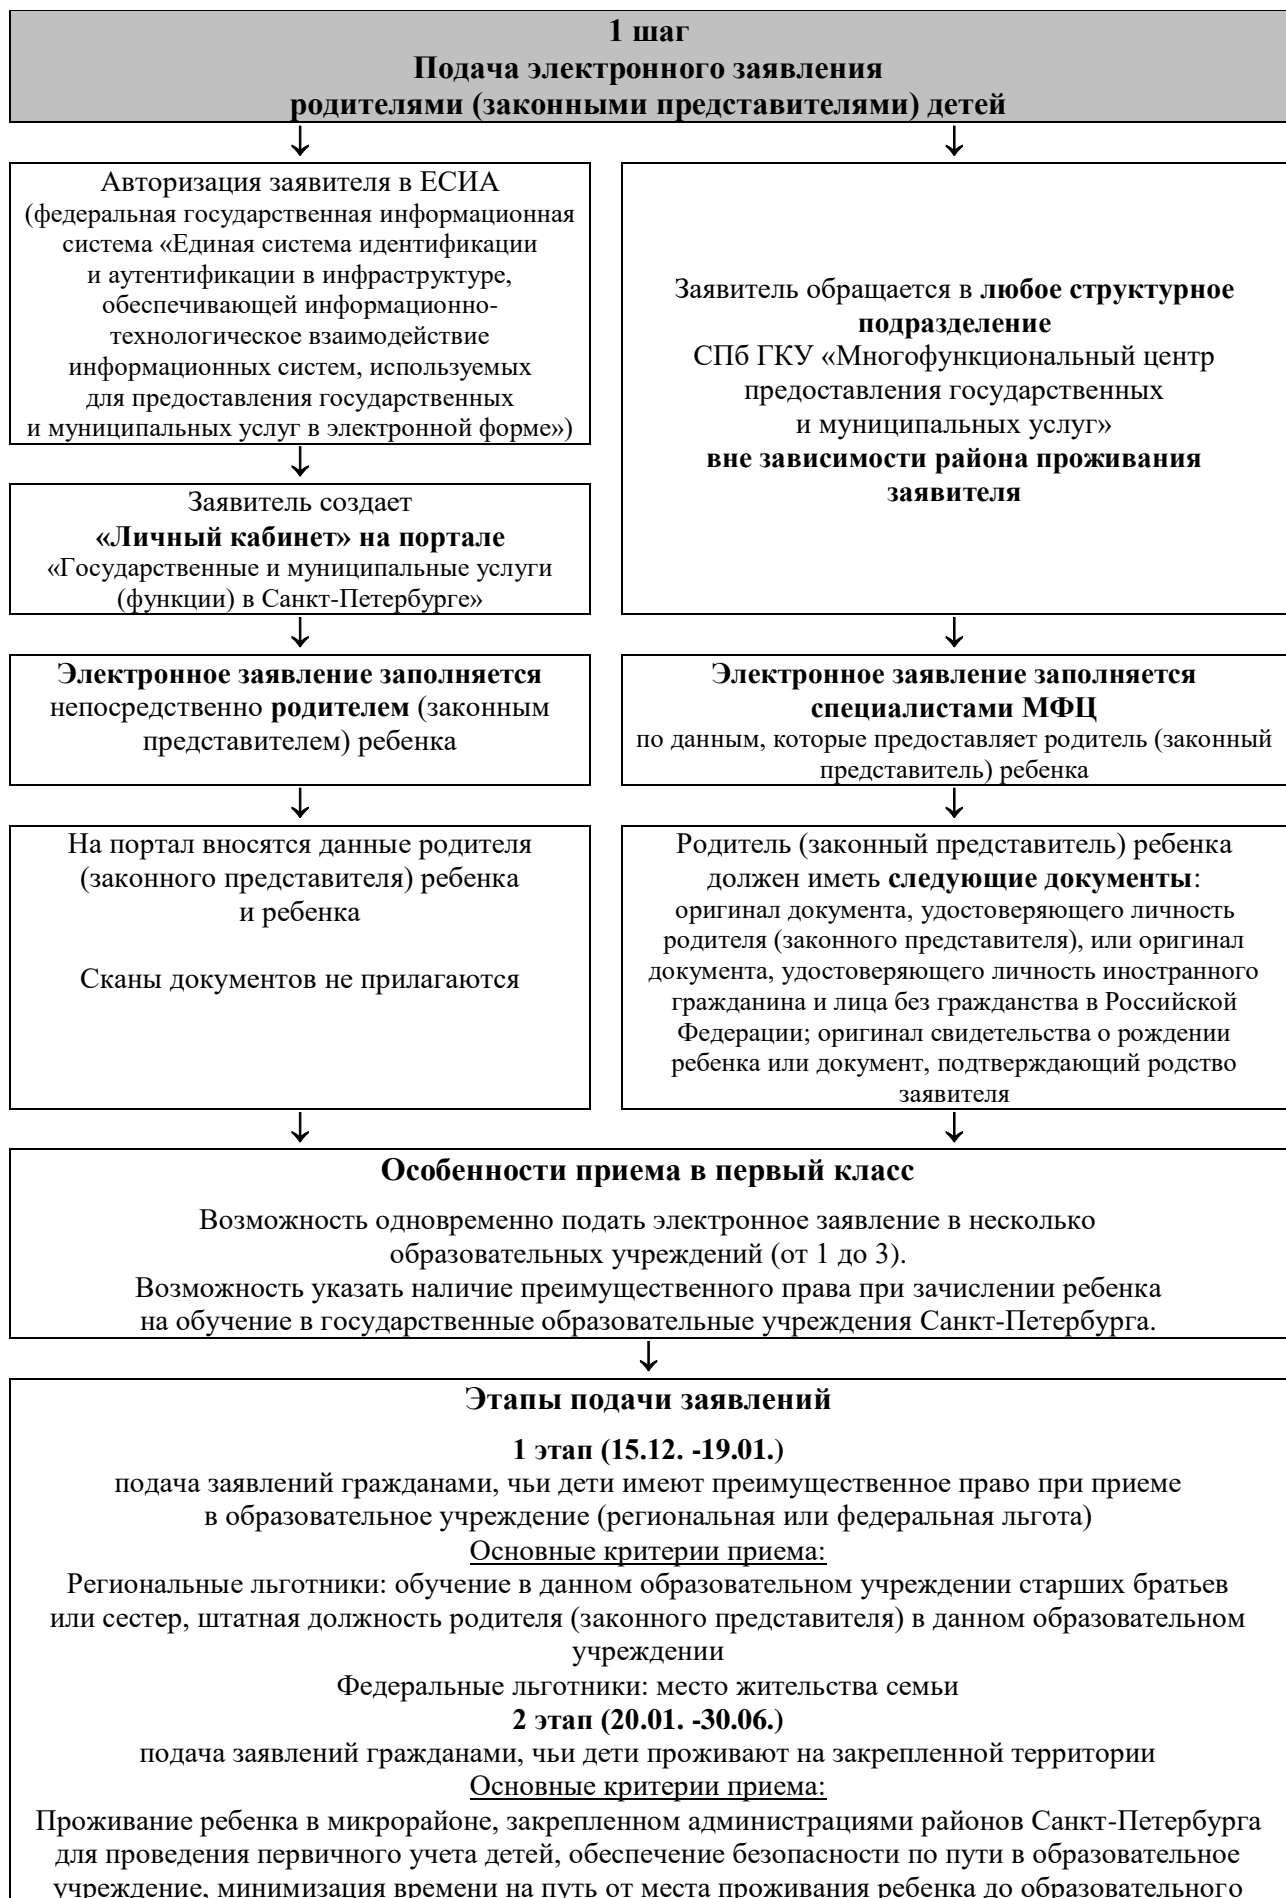 1 шаг
Подача электронного заявления
родителями (законными представителями) детей
↓
Авторизация заявителя в ЕСИА
(федеральная государственная информационная
система «Единая система идентификации
и аутентификации в инфраструктуре,
обеспечивающей информационно-
технологическое взаимодействие
информационных систем, используемых
для предоставления государственных
и муниципальных услуг в электронной форме»)
↓
Заявитель создает
«Личный кабинет» на портале
«Государственные и муниципальные услуги
(функции) в Санкт-Петербурге»
↓
Электронное заявление заполняется
непосредственно родителем (законным
представителем) ребенка
↓
На портал вносятся данные родителя
(законного представителя) ребенка
и ребенка
Сканы документов не прилагаются
↓
↓
Заявитель обращается в любое структурное
подразделение
СПб ГКУ «Многофункциональный центр
предоставления государственных
и муниципальных услуг»
вне зависимости района проживания
заявителя
↓
Электронное заявление заполняется
специалистами МФЦ
по данным, которые предоставляет родитель (законный
представитель) ребенка
↓
Родитель (законный представитель) ребенка
должен иметь следующие документы:
оригинал документа, удостоверяющего личность
родителя (законного представителя), или оригинал
документа, удостоверяющего личность иностранного
гражданина и лица без гражданства в Российской
Федерации; оригинал свидетельства о рождении
ребенка или документ, подтверждающий родство
заявителя
↓
Особенности приема в первый класс
Возможность одновременно подать электронное заявление в несколько
образовательных учреждений (от 1 до 3).
Возможность указать наличие преимущественного права при зачислении ребенка
на обучение в государственные образовательные учреждения Санкт-Петербурга.
↓
Этапы подачи заявлений
1 этап (15.12. -19.01.)
подача заявлений гражданами, чьи дети имеют преимущественное право при приеме
в образовательное учреждение (региональная или федеральная льгота)
Основные критерии приема:
Региональные льготники: обучение в данном образовательном учреждении старших братьев
или сестер, штатная должность родителя (законного представителя) в данном образовательном
учреждении
Федеральные льготники: место жительства семьи
2 этап (20.01. -30.06.)
подача заявлений гражданами, чьи дети проживают на закрепленной территории
Основные критерии приема:
Проживание ребенка в микрорайоне, закрепленном администрациями районов Санкт-Петербурга
для проведения первичного учета детей, обеспечение безопасности по пути в образовательное
учреждение, минимизация времени на путь от места проживания ребенка до образовательного